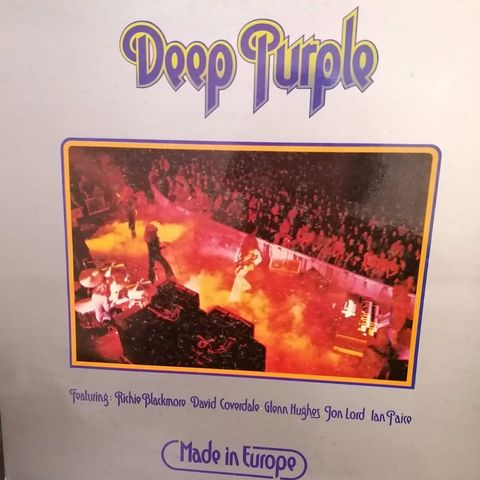 Deep Purple
Featuring: Richie Blackmore David Coverdale Glenn Hughes Jon Lord Ian Paice
Made in Europe